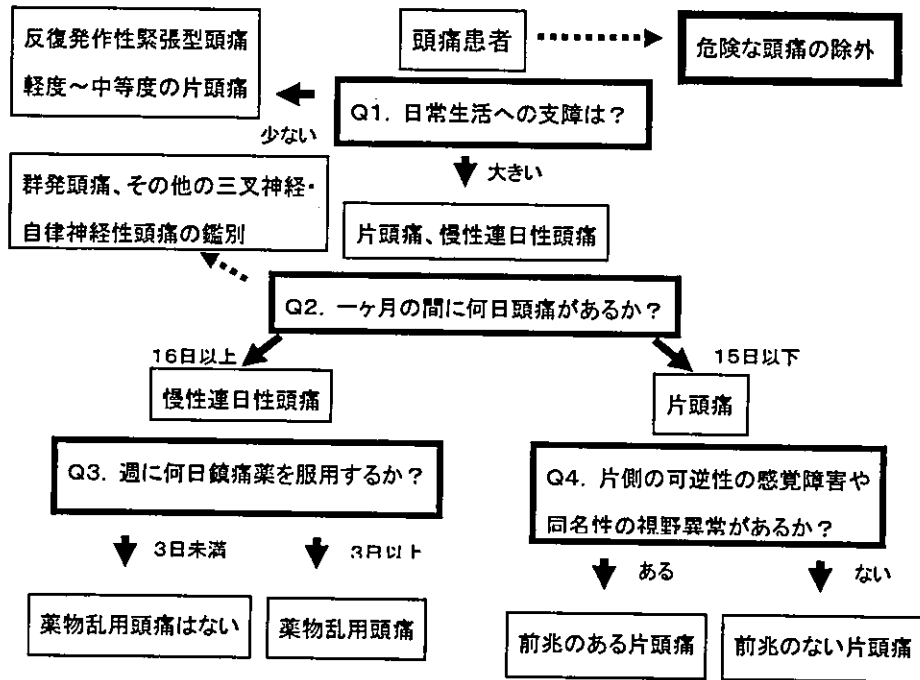 反復発作性緊張型頭痛
軽度～中等度の片頭痛
頭痛患者
危険な頭痛の除外
Q1. 日常生活への支障は？
少ない
大きい
群発頭痛、その他の三叉神経・
自律神経性頭痛の鑑別
片頭痛、慢性連日性頭痛
Q2. 一ヶ月の間に何日頭痛があるか？
16日以上
15日以下
慢性連日性頭痛
片頭痛
Q3. 週に何日鎮痛薬を服用するか？
Q4. 片側の可逆性の感覚障害や
同名性の視野異常があるか？
3日未満
3日以上
ある
ない
薬物乱用頭痛はない
薬物乱用頭痛
前兆のある片頭痛
前兆のない片頭痛